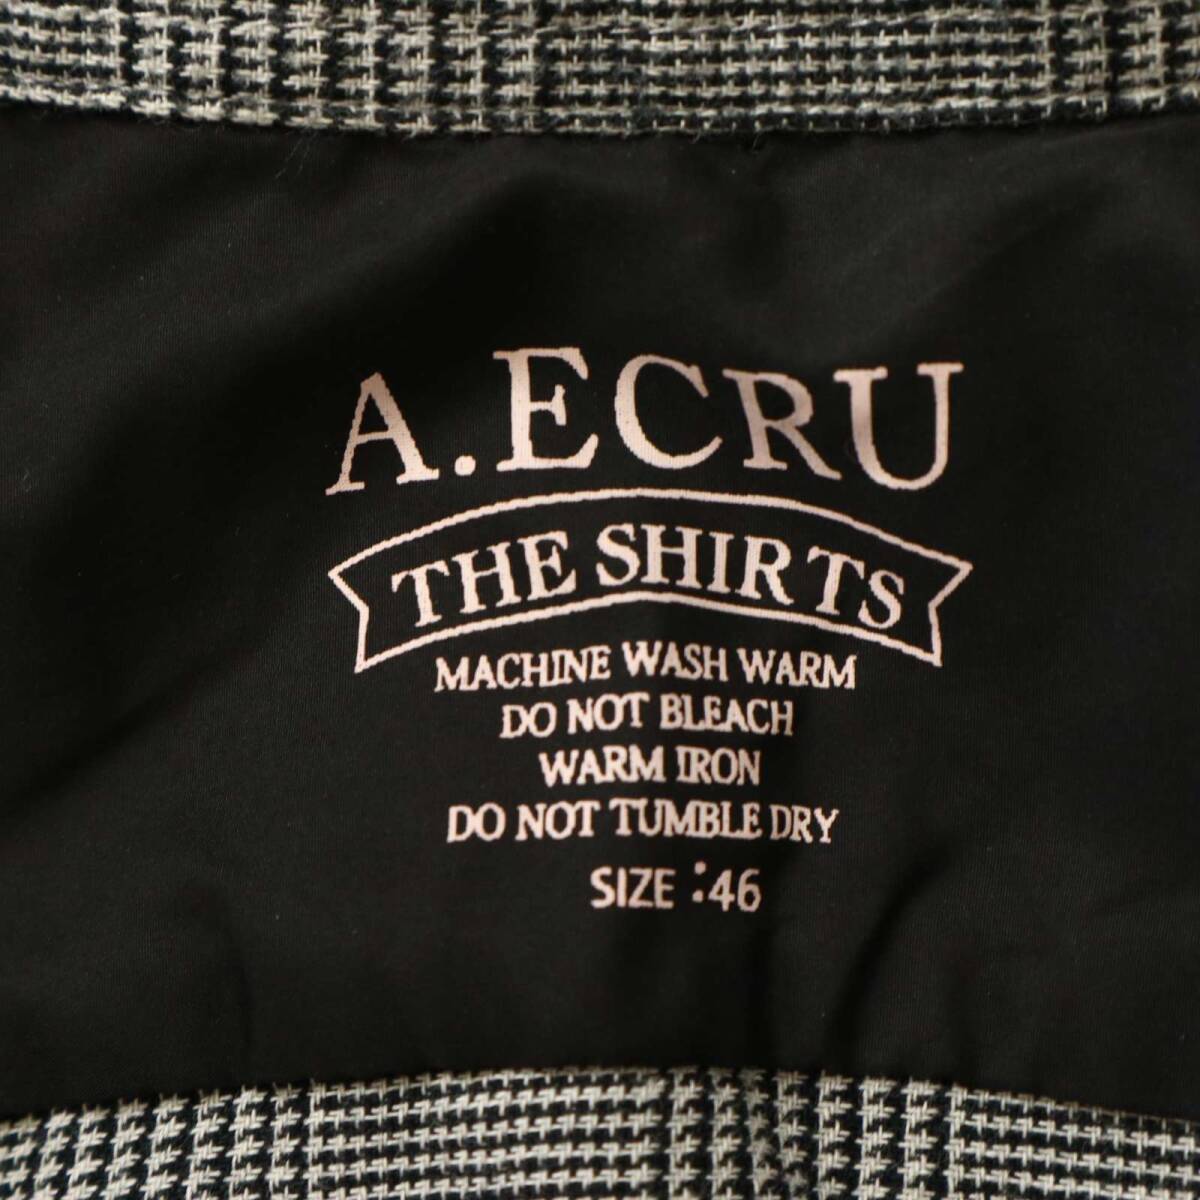 A.ECRU
THE SHIRTS
MACHINE WASH WARM
DO NOT BLEACH
WARM IRON
DO NOT TUMBLE DRY
SIZE :46